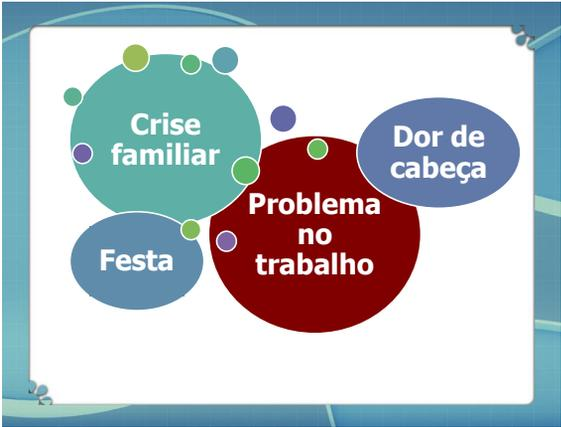 Crise
familiar
Dor de
cabeça
Problema
no
trabalho
Festa